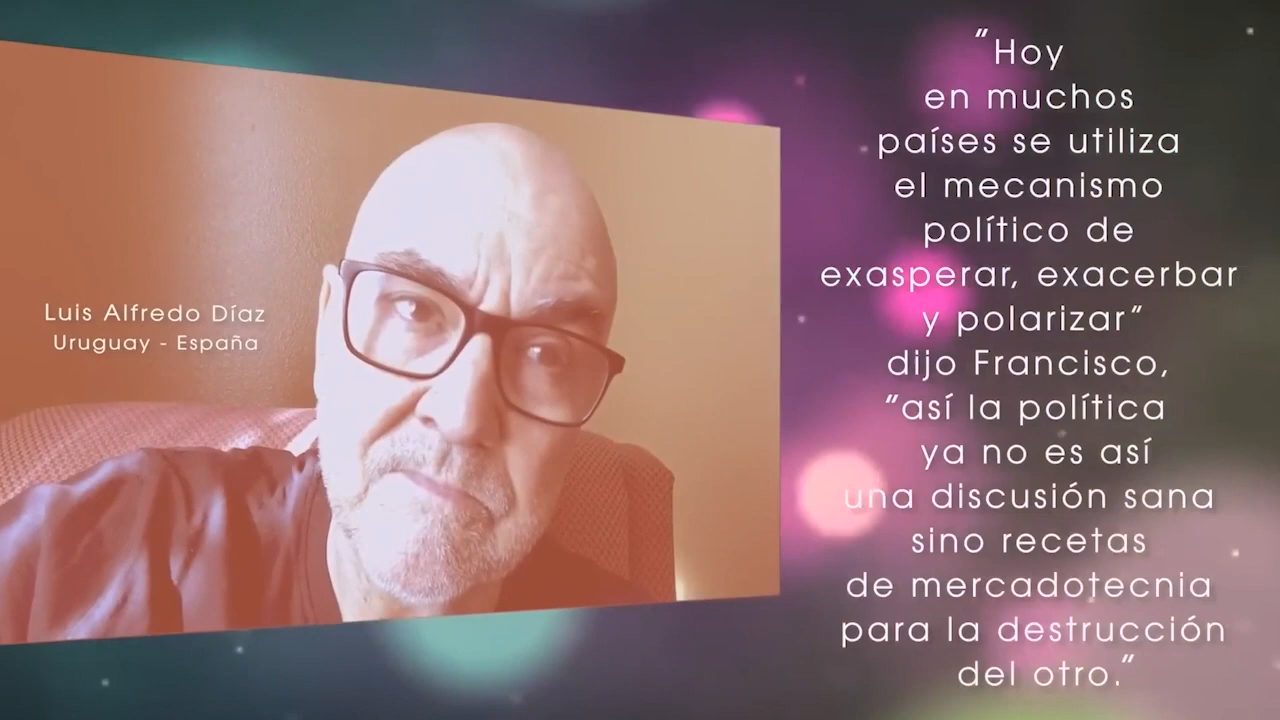 Luis Alfredo Díaz
Uruguay - España
“Hoy
en muchos
países se utiliza
el mecanismo
político de
exasperar, exacerbar
y polarizar”
dijo Francisco,
“así la política
ya no es así
una discusión sana
sino recetas
de mercadotecnia
para la destrucción
del otro.”